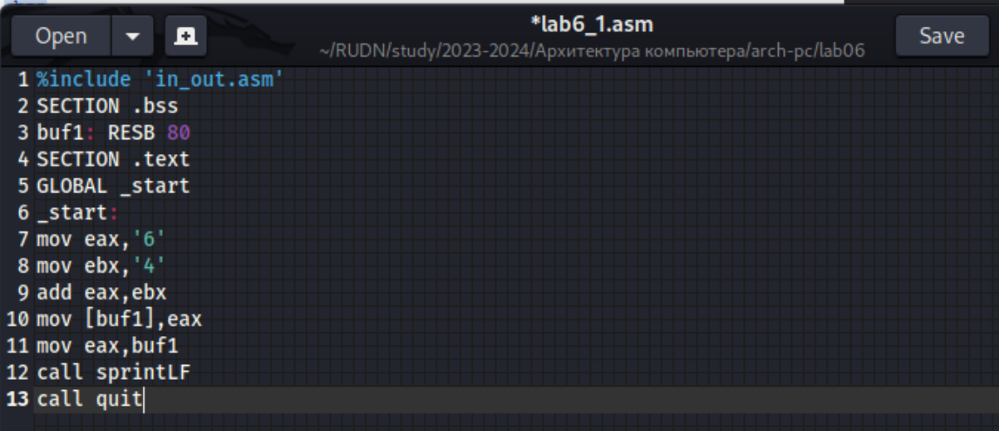 Open
*lab6_1.asm
~/RUDN/study/2023-2024/Архитектура компьютера/arch-pc/lab06
Save
1 %include 'in_out.asm'
2 SECTION .bss
3 buf1: RESB 80
4 SECTION .text
5 GLOBAL _start
6 _start:
7 mov eax,'6'
8 mov ebx,'4'
9 add eax,ebx
10 mov [buf1],eax
11 mov eax,buf1
12 call sprintLF
13 call quit